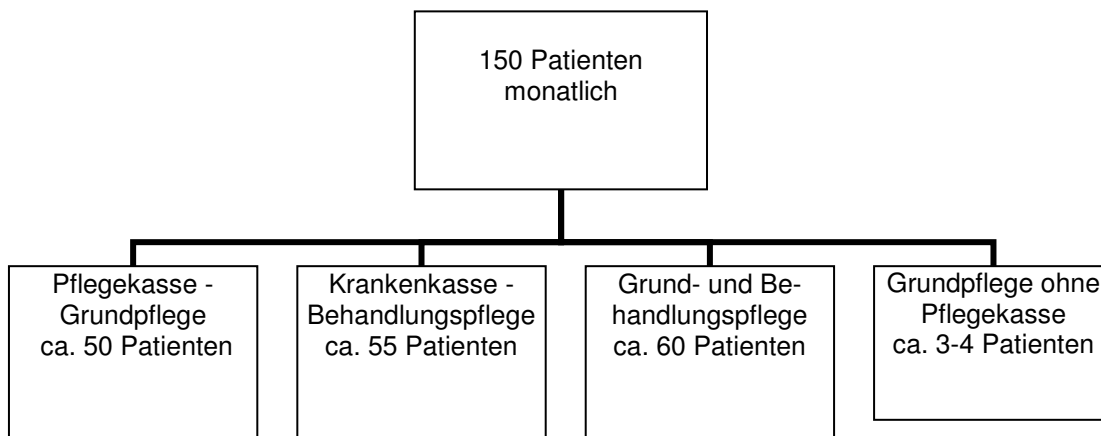 150 Patienten
monatlich
Pflegekasse -
Grundpflege
ca. 50 Patienten
Krankenkasse -
Behandlungspflege
ca. 55 Patienten
Grund- und Be-
handlungspflege
ca. 60 Patienten
Grundpflege ohne
Pflegekasse
ca. 3-4 Patienten